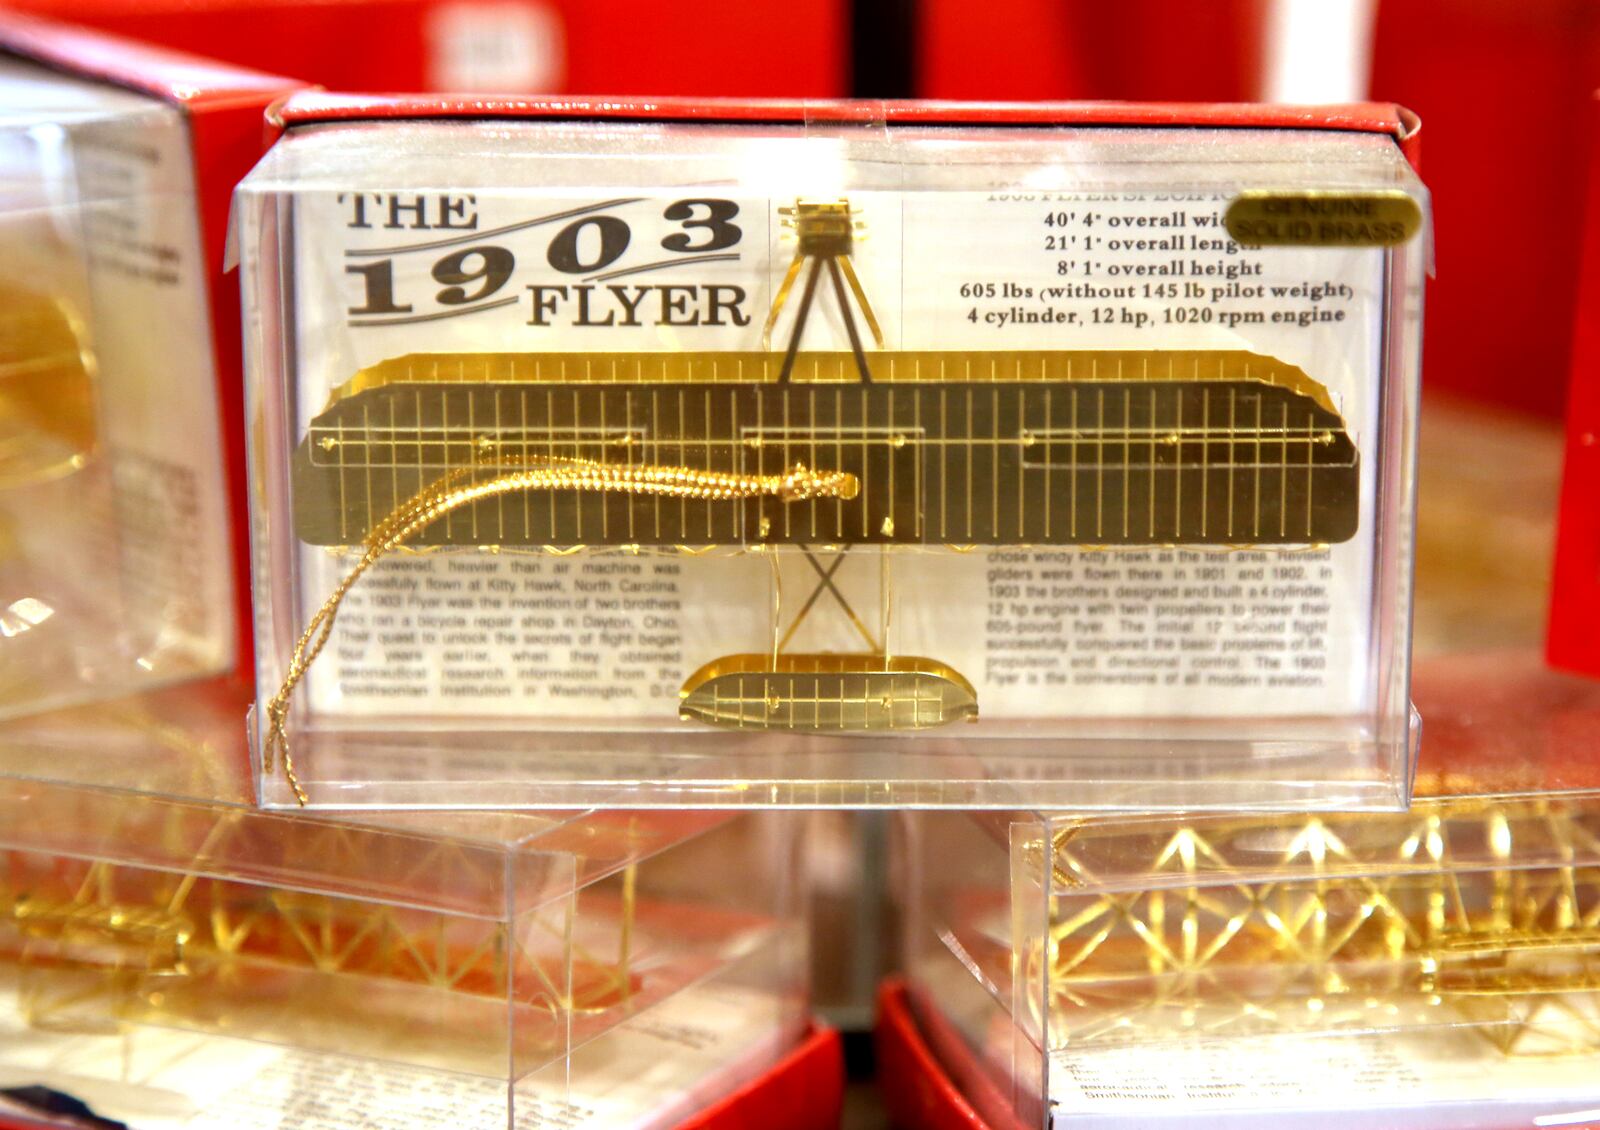 THE
1903
FLYER
1903 FLYER
40' 4" overall
21' 1" overall length
8' 1" overall height
605 lbs (without 145 lb pilot weight)
4 cylinder, 12 hp, 1020 rpm engine
GENUINE
SOLID BRASS
powered, heavier than air machine was
successfully flown at Kitty Hawk, North Carolina.
The 1903 Flyer was the invention of two brothers
who ran a bicycle repair shop in Dayton, Ohio.
Their quest to unlock the secrets of flight began
four years earlier, when they obtained
aeronautical research information from the
Smithsonian Institution in Washington, D.C
chose windy Kitty Hawk as the test area. Revised
gliders were flown there in 1901 and 1902. In
1903 the brothers designed and built a 4 cylinder,
12 hp engine with twin propellers to power their
605-pound flyer. The initial 12 second flight
successfully conquered the basic problems of lift,
propulsion and directional control. The 1903
Flyer is the cornerstone of all modern aviation.
aeronautical research
Smithsonian